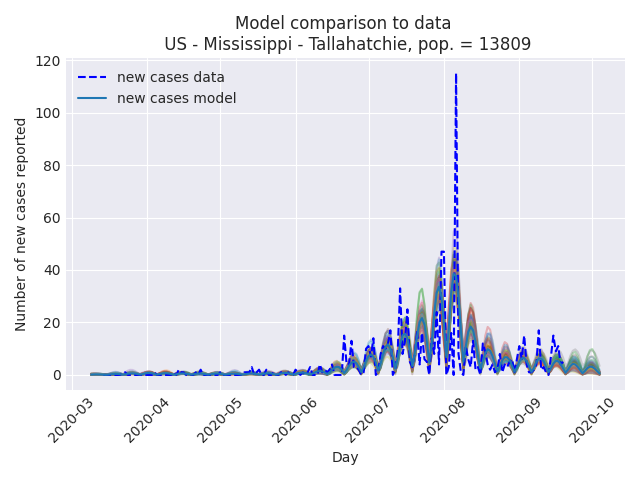 Model comparison to data
US - Mississippi - Tallahatchie, pop. = 13809
120
100
80
60
40
20
0
Number of new cases reported
new cases data
new cases model
2020-03
2020-04
2020-05
2020-06
2020-07
2020-08
2020-09
2020-10
Day